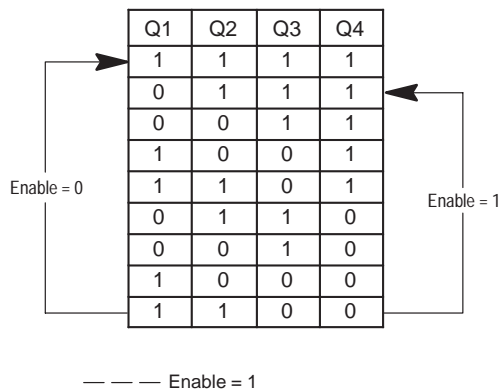 Q1 Q2 Q3 Q4
1 1 1 1
0 1 1 1
0 0 1 1
1 0 0 1
1 1 0 1
Enable = 0
Enable = 1
0 1 1 0
0 0 1 0
1 0 0 0
1 1 0 0
— — — Enable = 1